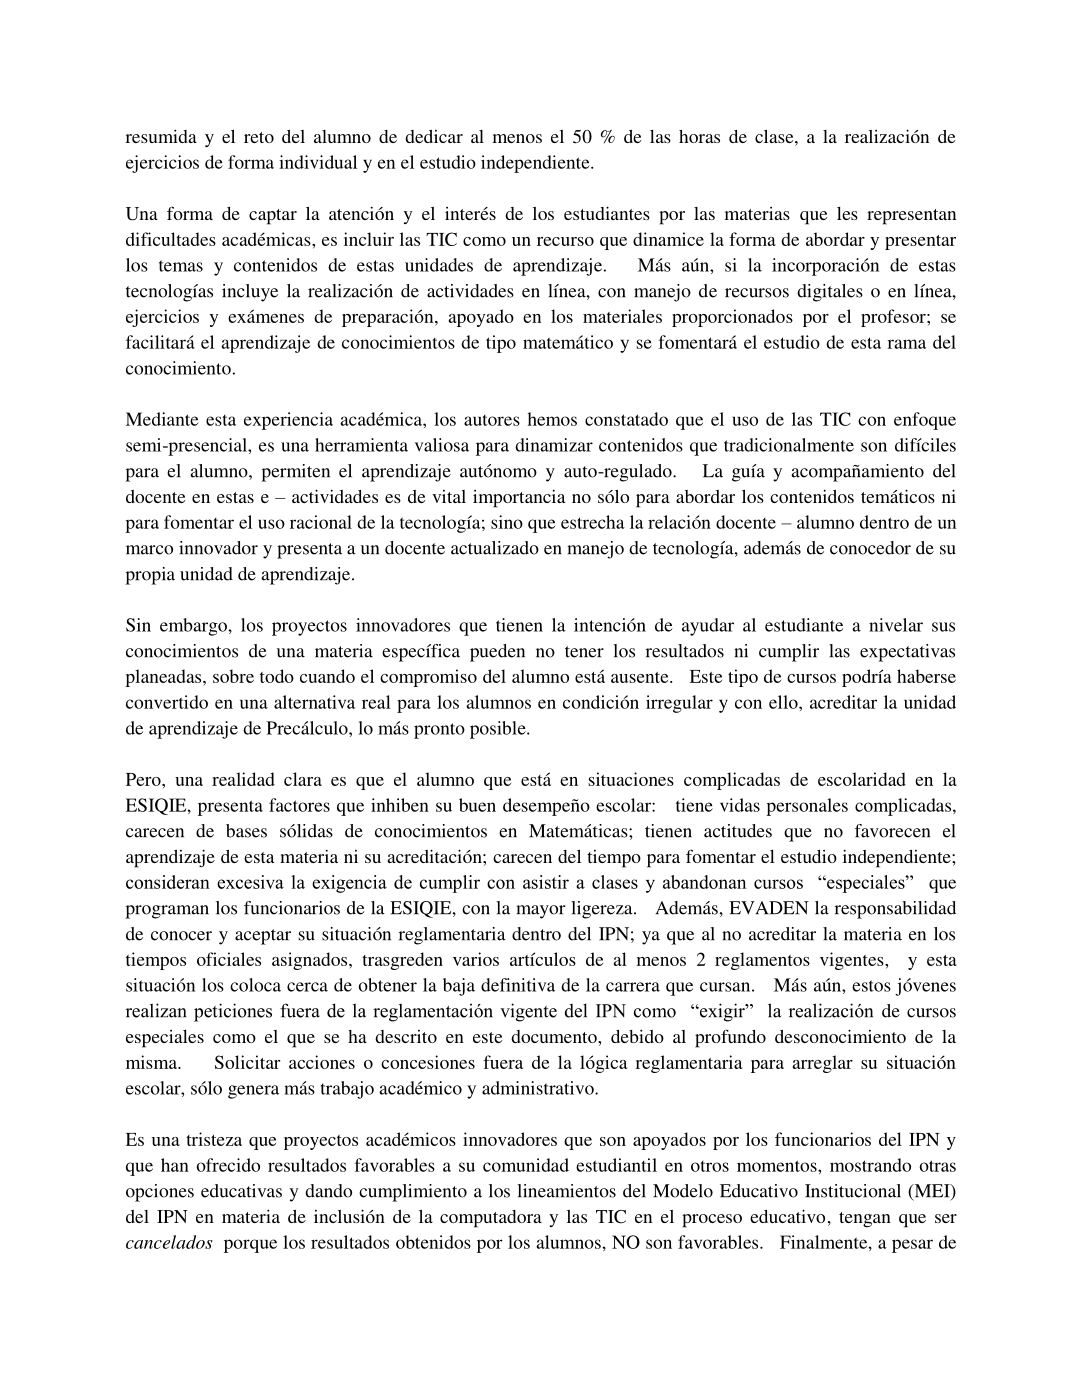 resumida y el reto del alumno de dedicar al menos el 50 % de las horas de clase, a la realización de
ejercicios de forma individual y en el estudio independiente.
Una forma de captar la atención y el interés de los estudiantes por las materias que les representan
dificultades académicas, es incluir las TIC como un recurso que dinamice la forma de abordar y presentar
los temas y contenidos de estas unidades de aprendizaje. Más aún, si la incorporación de estas
tecnologías incluye la realización de actividades en línea, con manejo de recursos digitales o en línea,
ejercicios y exámenes de preparación, apoyado en los materiales proporcionados por el profesor; se
facilitará el aprendizaje de conocimientos de tipo matemático y se fomentará el estudio de esta rama del
conocimiento.
Mediante esta experiencia académica, los autores hemos constatado que el uso de las TIC con enfoque
semi-presencial, es una herramienta valiosa para dinamizar contenidos que tradicionalmente son difíciles
para el alumno, permiten el aprendizaje autónomo y auto-regulado. La guía y acompañamiento del
docente en estas e – actividades es de vital importancia no sólo para abordar los contenidos temáticos ni
para fomentar el uso racional de la tecnología; sino que estrecha la relación docente – alumno dentro de un
marco innovador y presenta a un docente actualizado en manejo de tecnología, además de conocedor de su
propia unidad de aprendizaje.
Sin embargo, los proyectos innovadores que tienen la intención de ayudar al estudiante a nivelar sus
conocimientos de una materia específica pueden no tener los resultados ni cumplir las expectativas
planeadas, sobre todo cuando el compromiso del alumno está ausente. Este tipo de cursos podría haberse
convertido en una alternativa real para los alumnos en condición irregular y con ello, acreditar la unidad
de aprendizaje de Precálculo, lo más pronto posible.
Pero, una realidad clara es que el alumno que está en situaciones complicadas de escolaridad en la
ESIQIE, presenta factores que inhiben su buen desempeño escolar: tiene vidas personales complicadas,
carecen de bases sólidas de conocimientos en Matemáticas; tienen actitudes que no favorecen el
aprendizaje de esta materia ni su acreditación; carecen del tiempo para fomentar el estudio independiente;
consideran excesiva la exigencia de cumplir con asistir a clases y abandonan cursos “especiales” que
programan los funcionarios de la ESIQIE, con la mayor ligereza. Además, EVADEN la responsabilidad
de conocer y aceptar su situación reglamentaria dentro del IPN; ya que al no acreditar la materia en los
tiempos oficiales asignados, trasgreden varios artículos de al menos 2 reglamentos vigentes, y esta
situación los coloca cerca de obtener la baja definitiva de la carrera que cursan. Más aún, estos jóvenes
realizan peticiones fuera de la reglamentación vigente del IPN como “exigir” la realización de cursos
especiales como el que se ha descrito en este documento, debido al profundo desconocimiento de la
misma. Solicitar acciones o concesiones fuera de la lógica reglamentaria para arreglar su situación
escolar, sólo genera más trabajo académico y administrativo.
Es una tristeza que proyectos académicos innovadores que son apoyados por los funcionarios del IPN y
que han ofrecido resultados favorables a su comunidad estudiantil en otros momentos, mostrando otras
opciones educativas y dando cumplimiento a los lineamientos del Modelo Educativo Institucional (MEI)
del IPN en materia de inclusión de la computadora y las TIC en el proceso educativo, tengan que ser
cancelados porque los resultados obtenidos por los alumnos, NO son favorables. Finalmente, a pesar de